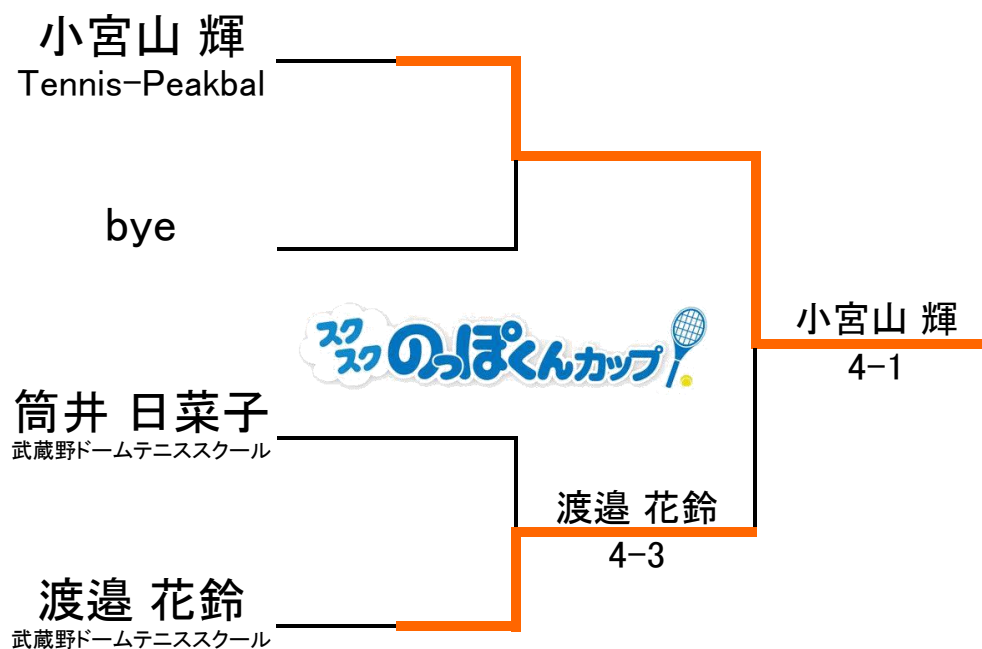 小宮山 輝
Tennis-Peakbal
bye
スク
スク
のっぽくんカップ
小宮山 輝
4-1
筒井 日菜子
武蔵野ドームテニススクール
渡邉 花鈴
4-3
渡邉 花鈴
武蔵野ドームテニススクール